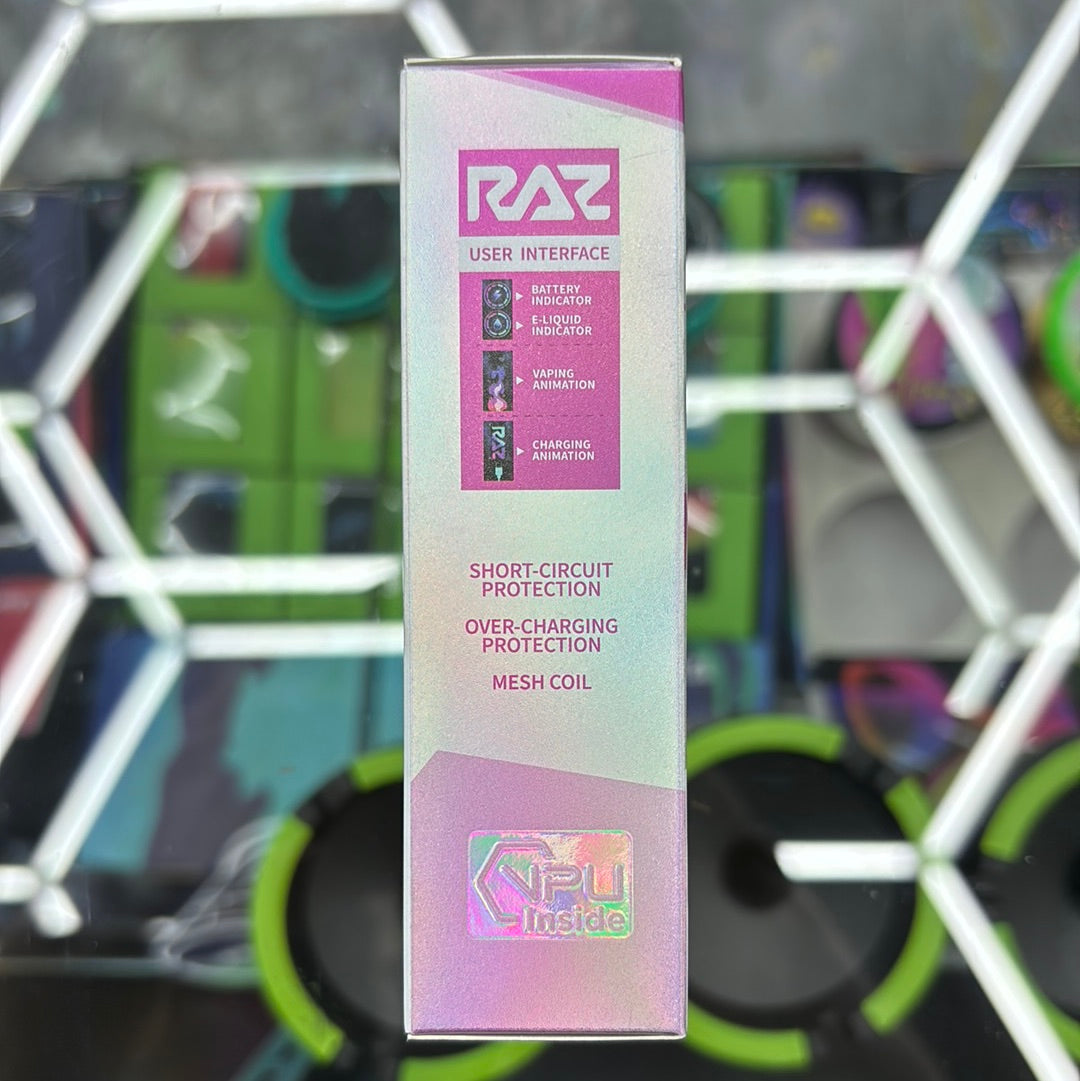 RAZ
USER INTERFACE
BATTERY
INDICATOR
E-LIQUID
INDICATOR
VAPING
ANIMATION
RAZ
CHARGING
ANIMATION
SHORT-CIRCUIT
PROTECTION
OVER-CHARGING
PROTECTION
MESH COIL
VPU
Inside